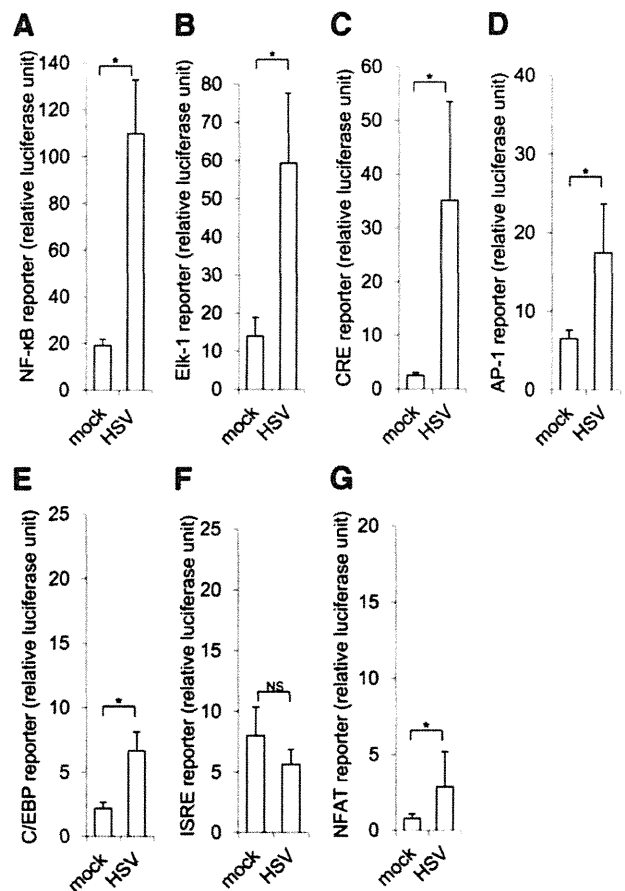 A
NF-κB reporter (relative luciferase unit)
140
120
100
80
60
40
20
0
*
mock
HSV
B
Elk-1 reporter (relative luciferase unit)
80
70
60
50
40
30
20
10
0
*
mock
HSV
C
CRE reporter (relative luciferase unit)
60
50
40
30
20
10
0
*
mock
HSV
D
AP-1 reporter (relative luciferase unit)
40
30
20
10
0
*
mock
HSV
E
C/EBP reporter (relative luciferase unit)
25
20
15
10
5
0
*
mock
HSV
F
ISRE reporter (relative luciferase unit)
25
20
15
10
5
0
NS
mock
HSV
G
NFAT reporter (relative luciferase unit)
20
15
10
5
0
*
mock
HSV